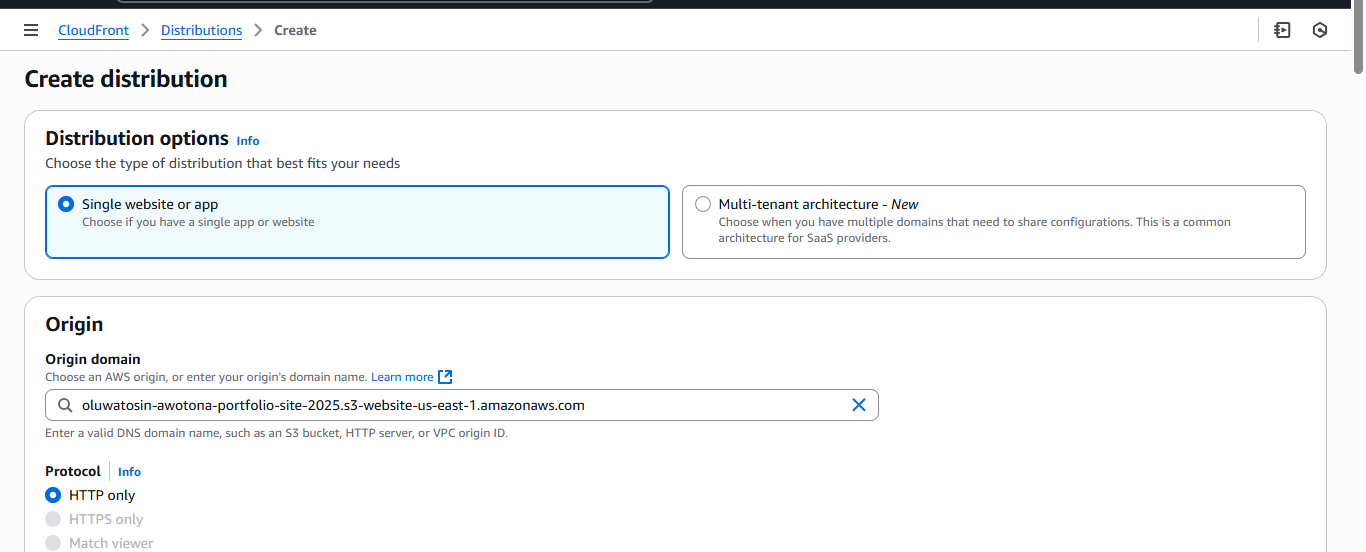 CloudFront > Distributions > Create
Create distribution
Distribution options Info
Choose the type of distribution that best fits your needs
Single website or app
Choose if you have a single app or website
Multi-tenant architecture - New
Choose when you have multiple domains that need to share configurations. This is a common
architecture for SaaS providers.
Origin
Origin domain
Choose an AWS origin, or enter your origin's domain name. Learn more
oluwatosin-awotona-portfolio-site-2025.s3-website-us-east-1.amazonaws.com
Enter a valid DNS domain name, such as an S3 bucket, HTTP server, or VPC origin ID.
Protocol Info
HTTP only
HTTPS only
Match viewer